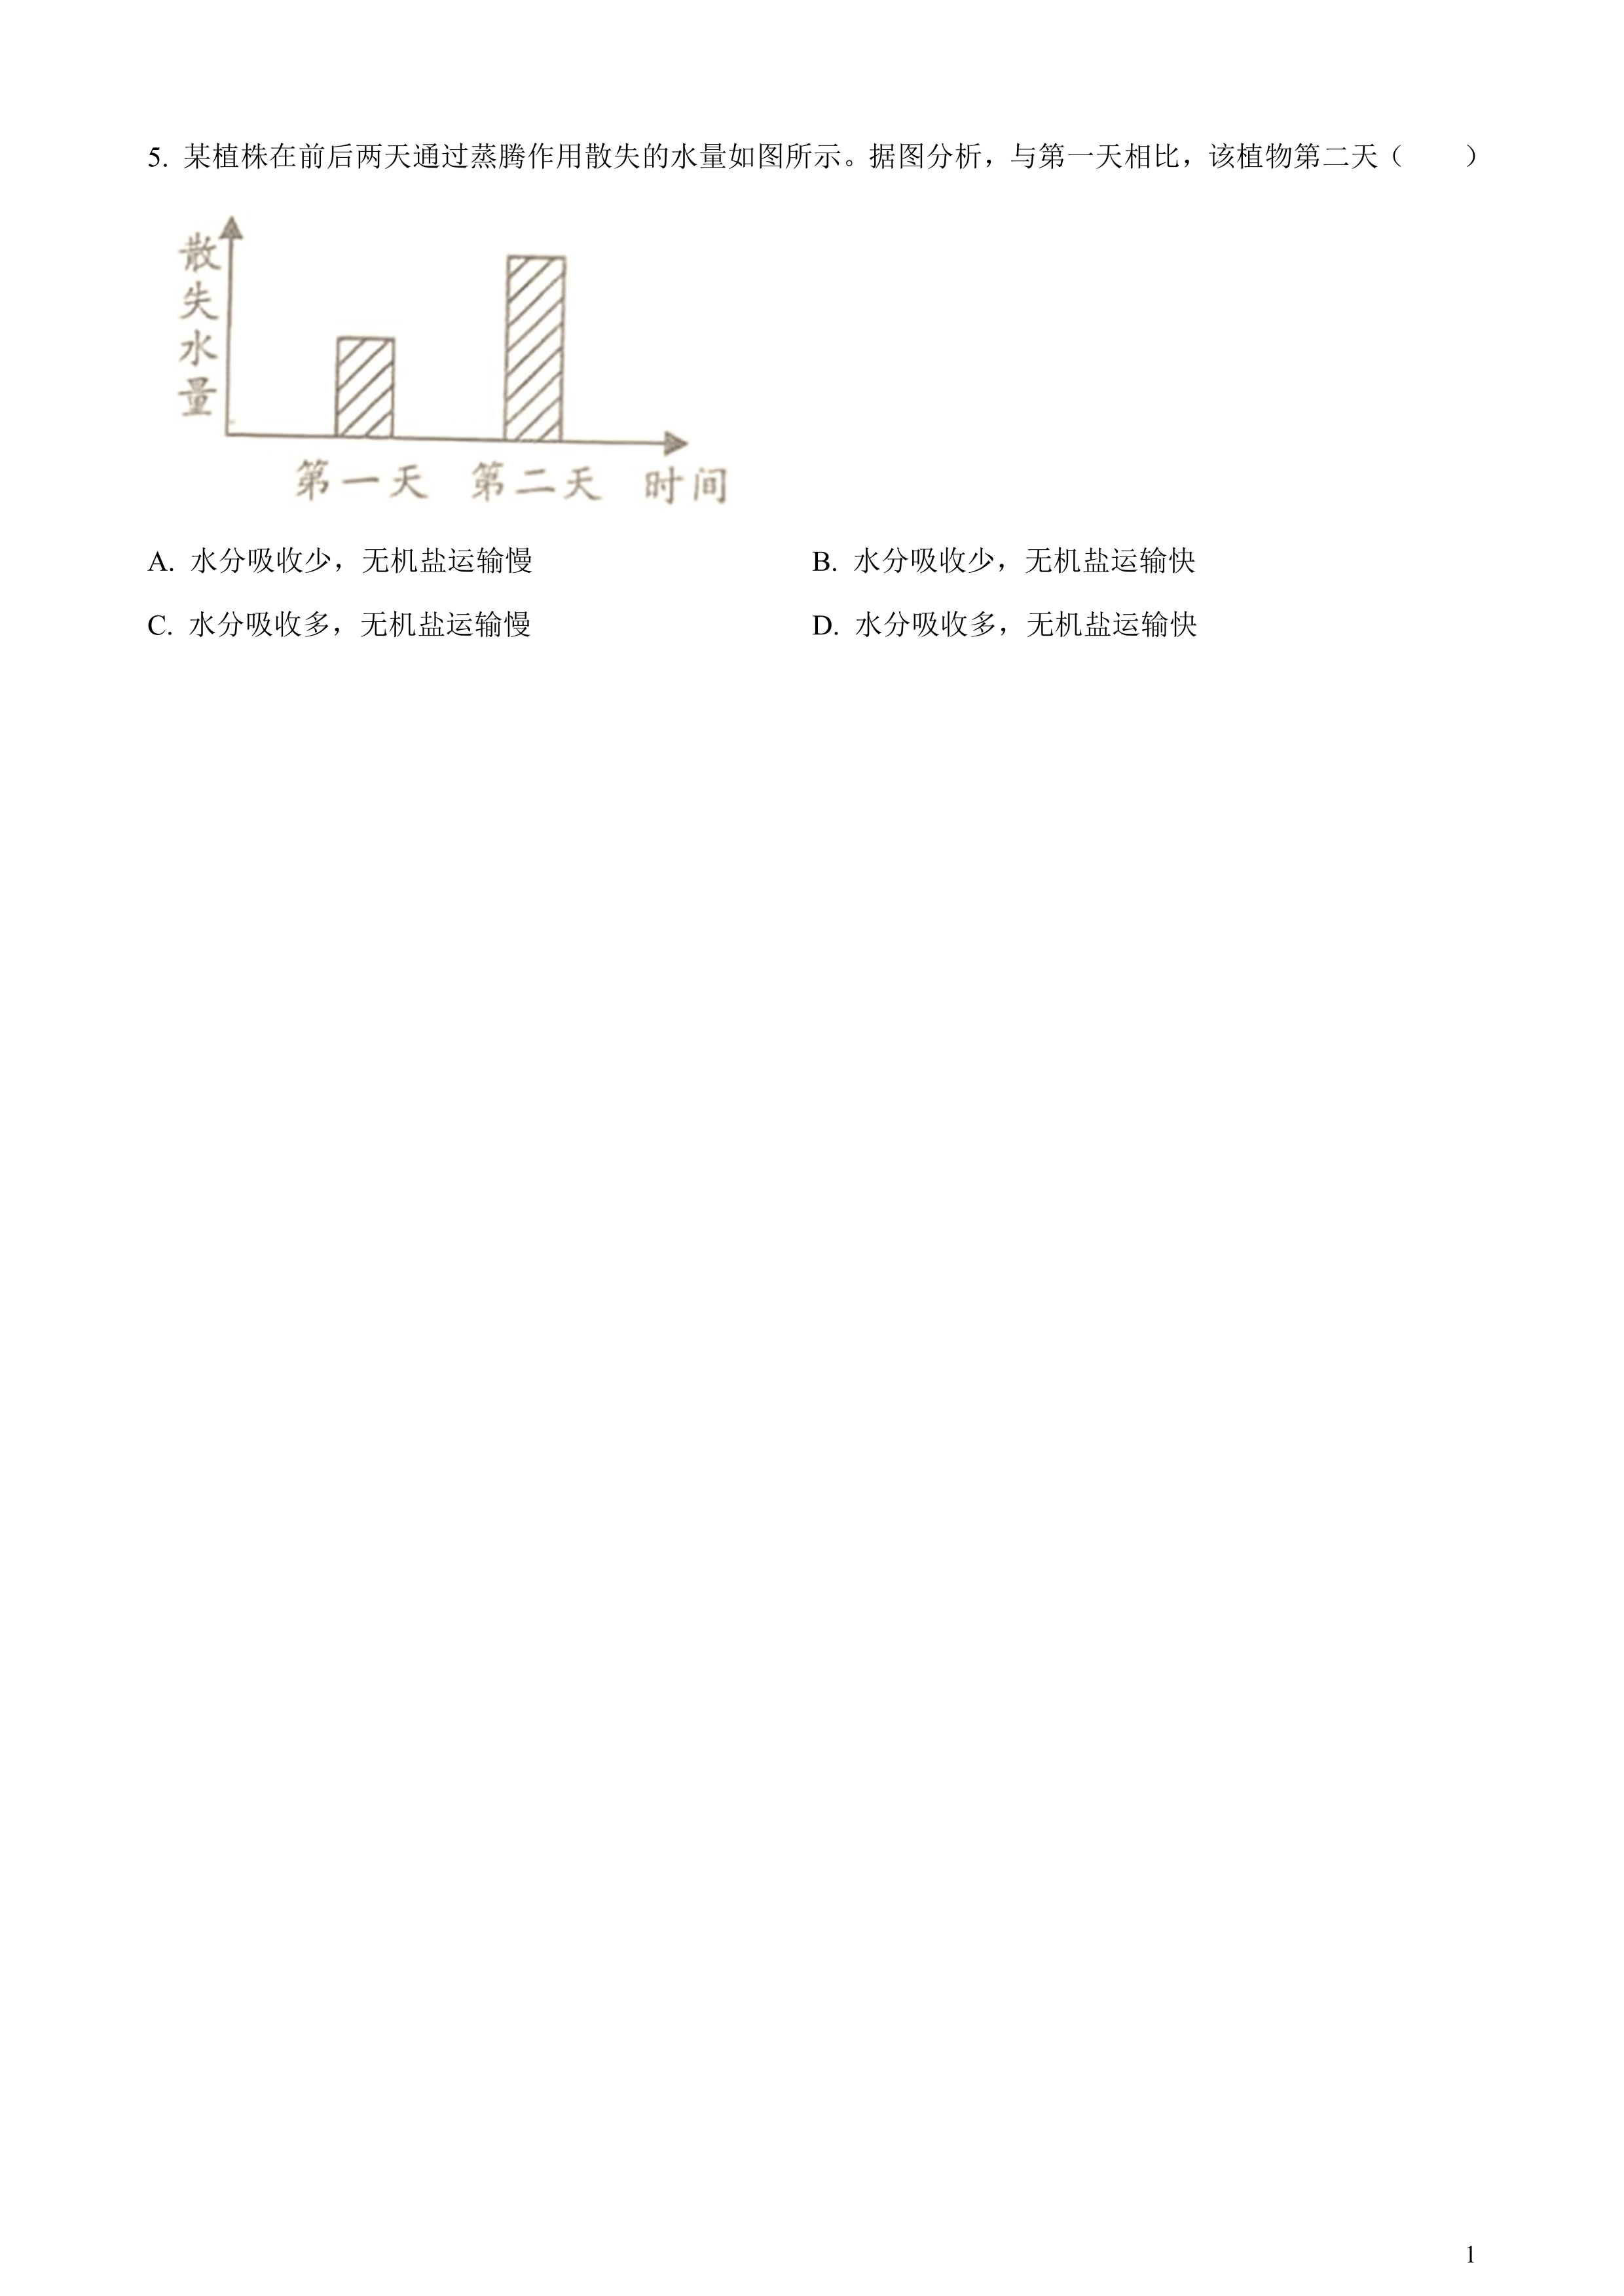 5. 某植株在前后两天通过蒸腾作用散失的水量如图所示。据图分析，与第一天相比，该植物第二天（　　）
散失水量
第一天 第二天 时间
A. 水分吸收少，无机盐运输慢 B. 水分吸收少，无机盐运输快
C. 水分吸收多，无机盐运输慢 D. 水分吸收多，无机盐运输快
1